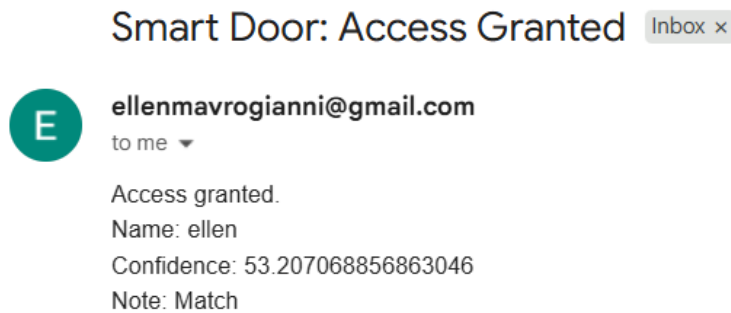 Smart Door: Access Granted Inbox ×
E
ellenmavrogianni@gmail.com
to me
Access granted.
Name: ellen
Confidence: 53.207068856863046
Note: Match